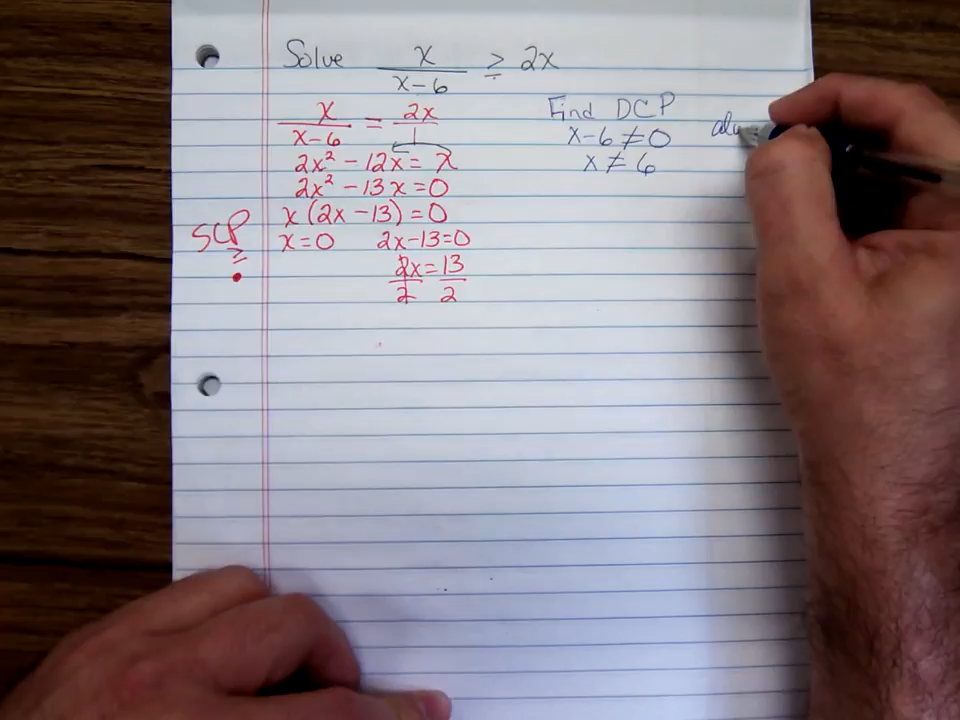 Solve x/(x-6) ≥ 2x
x/(x-6) = 2x/1
2x² - 12x = x
2x² - 13x = 0
x(2x - 13) = 0
x = 0 2x - 13 = 0
2x/2 = 13/2
SCP
≥
•
Find DCP
x - 6 ≠ 0
x ≠ 6